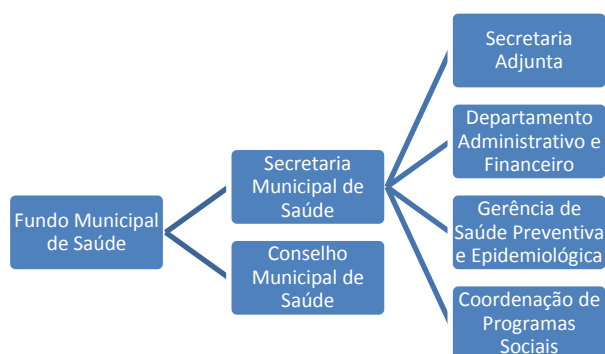 Fundo Municipal
de Saúde
Secretaria
Municipal de
Saúde
Conselho
Municipal de
Saúde
Secretaria
Adjunta
Departamento
Administrativo e
Financeiro
Gerência de
Saúde Preventiva
e Epidemiológica
Coordenação de
Programas
Sociais